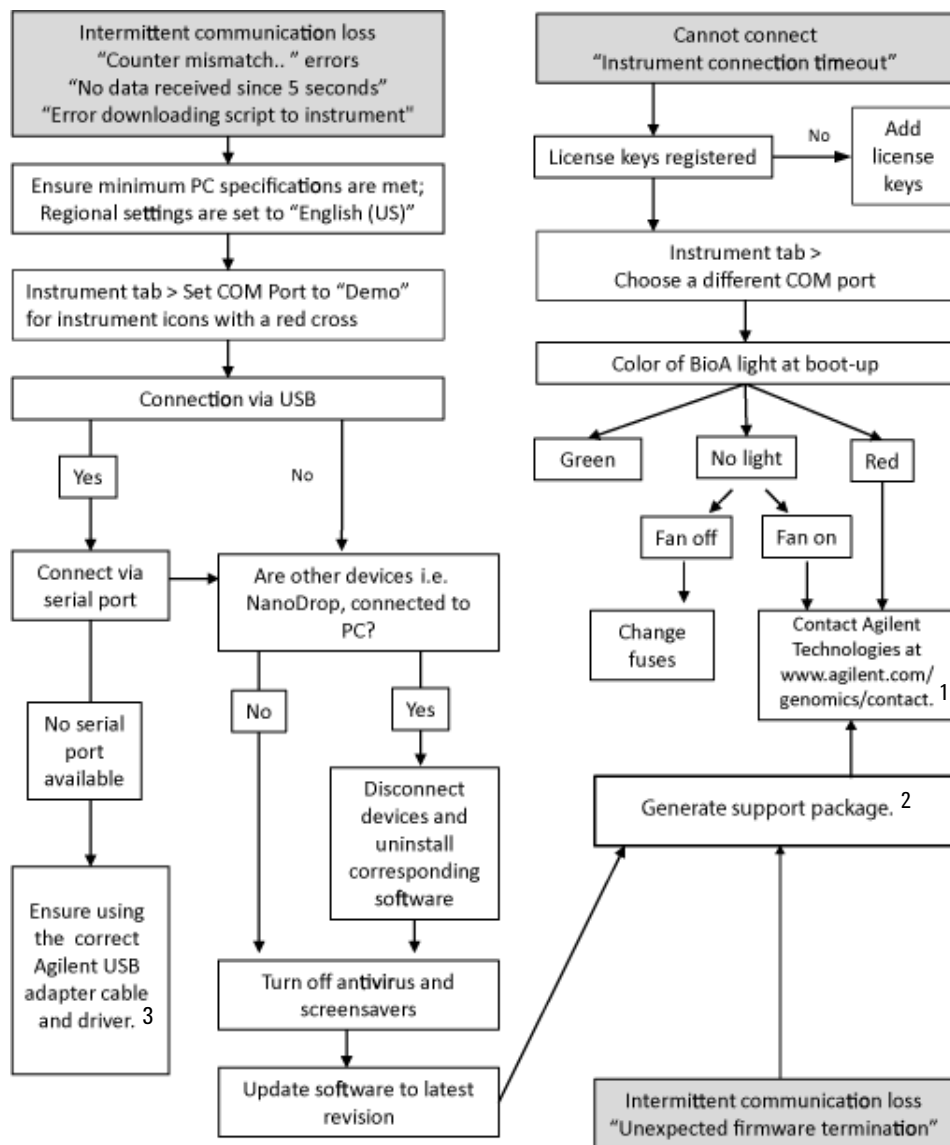 Intermittent communication loss
“Counter mismatch.. ” errors
“No data received since 5 seconds”
“Error downloading script to instrument”
Ensure minimum PC specifications are met;
Regional settings are set to “English (US)”
Instrument tab > Set COM Port to “Demo”
for instrument icons with a red cross
Connection via USB
Yes
No
Connect via
serial port
Are other devices i.e.
NanoDrop, connected to
PC?
No serial
port
available
No
Yes
Disconnect
devices and
uninstall
corresponding
software
Ensure using
the correct
Agilent USB
adapter cable
and driver. 3
Turn off antivirus and
screensavers
Update software to latest
revision
Cannot connect
“Instrument connection timeout”
License keys registered
No
Add
license
keys
Instrument tab >
Choose a different COM port
Color of BioA light at boot-up
Green
No light
Red
Fan off
Fan on
Change
fuses
Contact Agilent
Technologies at
www.agilent.com/
genomics/contact. 1
Generate support package. 2
Intermittent communication loss
“Unexpected firmware termination”